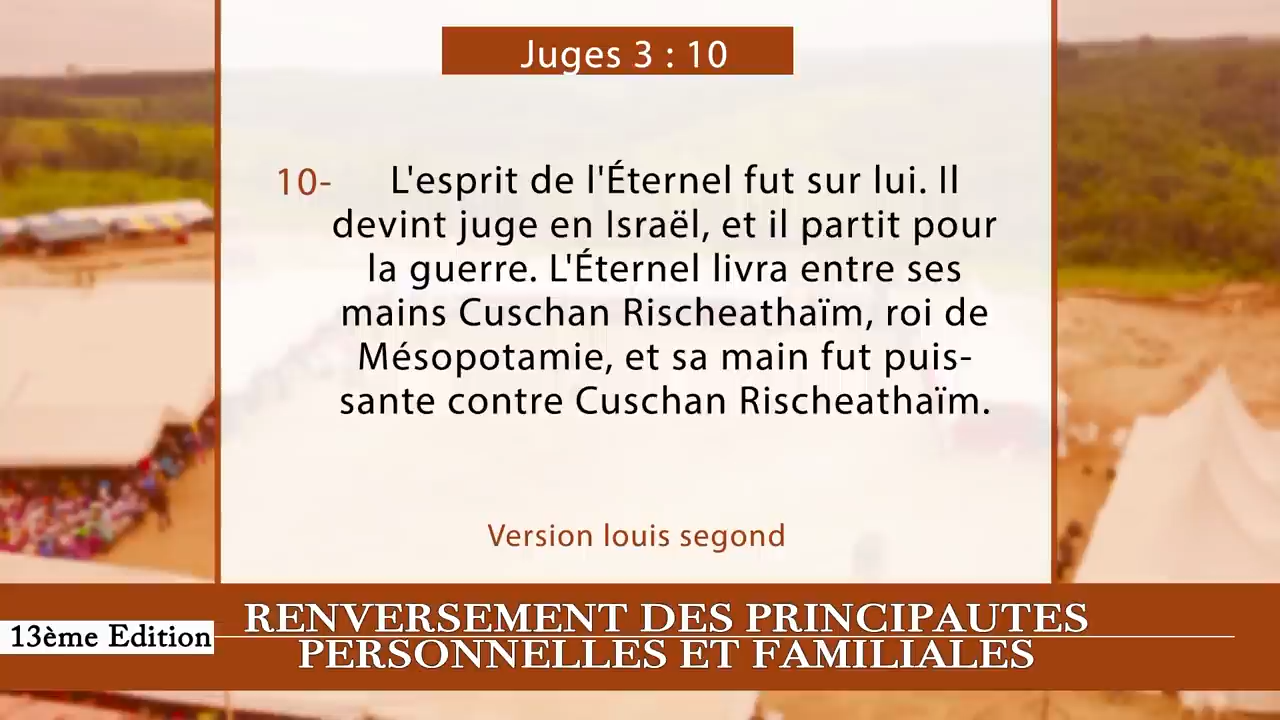 Juges 3 : 10
10- L'esprit de l'Éternel fut sur lui. Il
devint juge en Israël, et il partit pour
la guerre. L'Éternel livra entre ses
mains Cuschan Rischeathaïm, roi de
Mésopotamie, et sa main fut puis-
sante contre Cuschan Rischeathaïm.
Version louis segond
13ème Edition
RENVERSEMENT DES PRINCIPAUTES
PERSONNELLES ET FAMILIALES